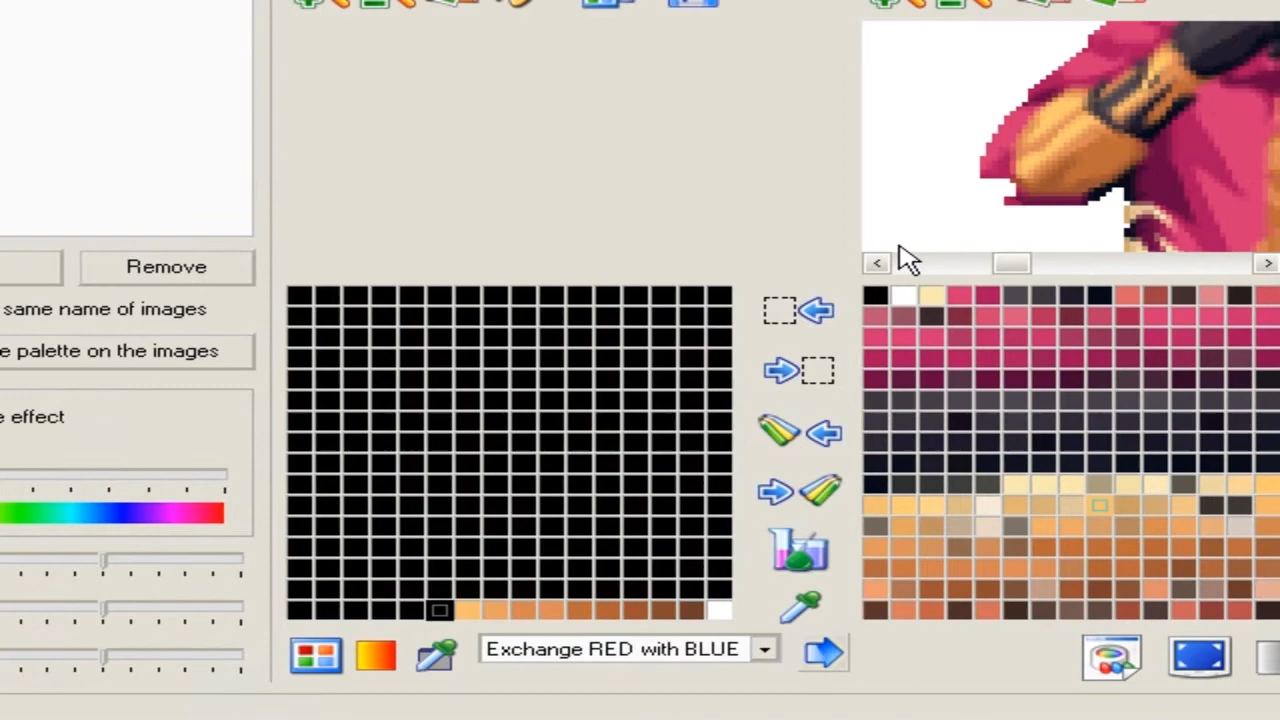 Remove
same name of images
e palette on the images
e effect
Exchange RED with BLUE